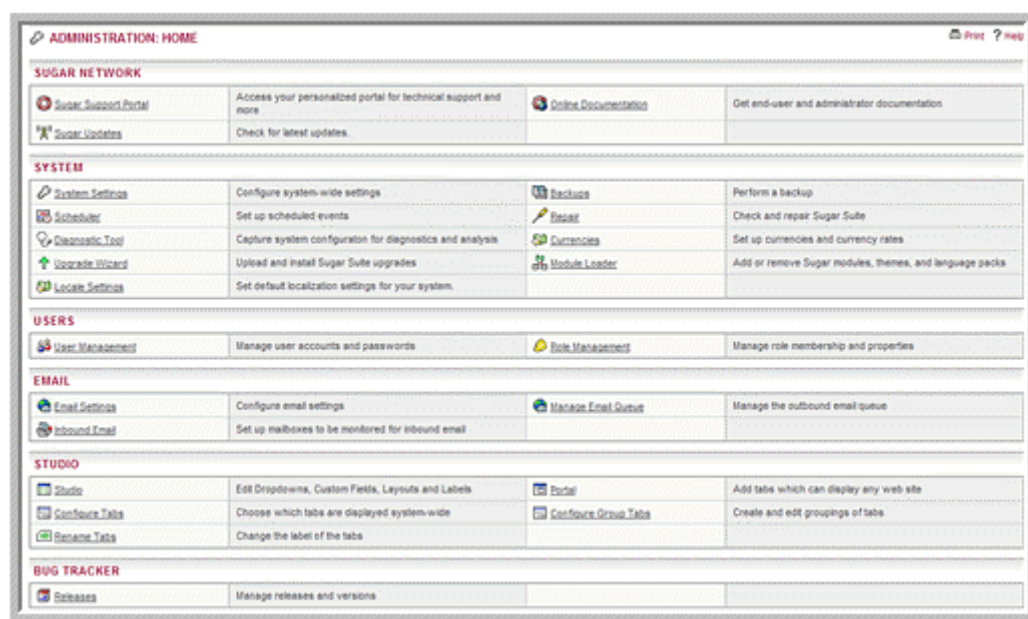 ADMINISTRATION: HOME
Print ? Help
SUGAR NETWORK
Sugar Support Portal
Access your personalized portal for technical support and
more
Online Documentation
Get end-user and administrator documentation
Sugar Updates
Check for latest updates.
SYSTEM
System Settings
Configure system-wide settings
Backups
Perform a backup
Scheduler
Set up scheduled events
Repair
Check and repair Sugar Suite
Diagnostic Tool
Capture system configuraton for diagnostics and analysis
Currencies
Set up currencies and currency rates
Upgrade Wizard
Upload and install Sugar Suite upgrades
Module Loader
Add or remove Sugar modules, themes, and language packs
Locale Settings
Set default localization settings for your system.
USERS
User Management
Manage user accounts and passwords
Role Management
Manage role membership and properties
EMAIL
Email Settings
Configure email settings
Manage Email Queue
Manage the outbound email queue
Inbound Email
Set up mailboxes to be monitored for inbound email
STUDIO
Studio
Edit Dropdowns, Custom Fields, Layouts and Labels
Portal
Add tabs which can display any web site
Configure Tabs
Choose which tabs are displayed system-wide
Configure Group Tabs
Create and edit groupings of tabs
Rename Tabs
Change the label of the tabs
BUG TRACKER
Releases
Manage releases and versions